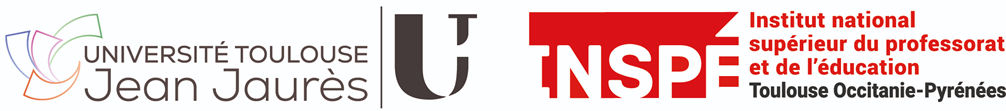 UNIVERSITÉ TOULOUSE
Jean Jaurès
INSPÉ
Institut national
supérieur du professorat
et de l'éducation
Toulouse Occitanie-Pyrénées